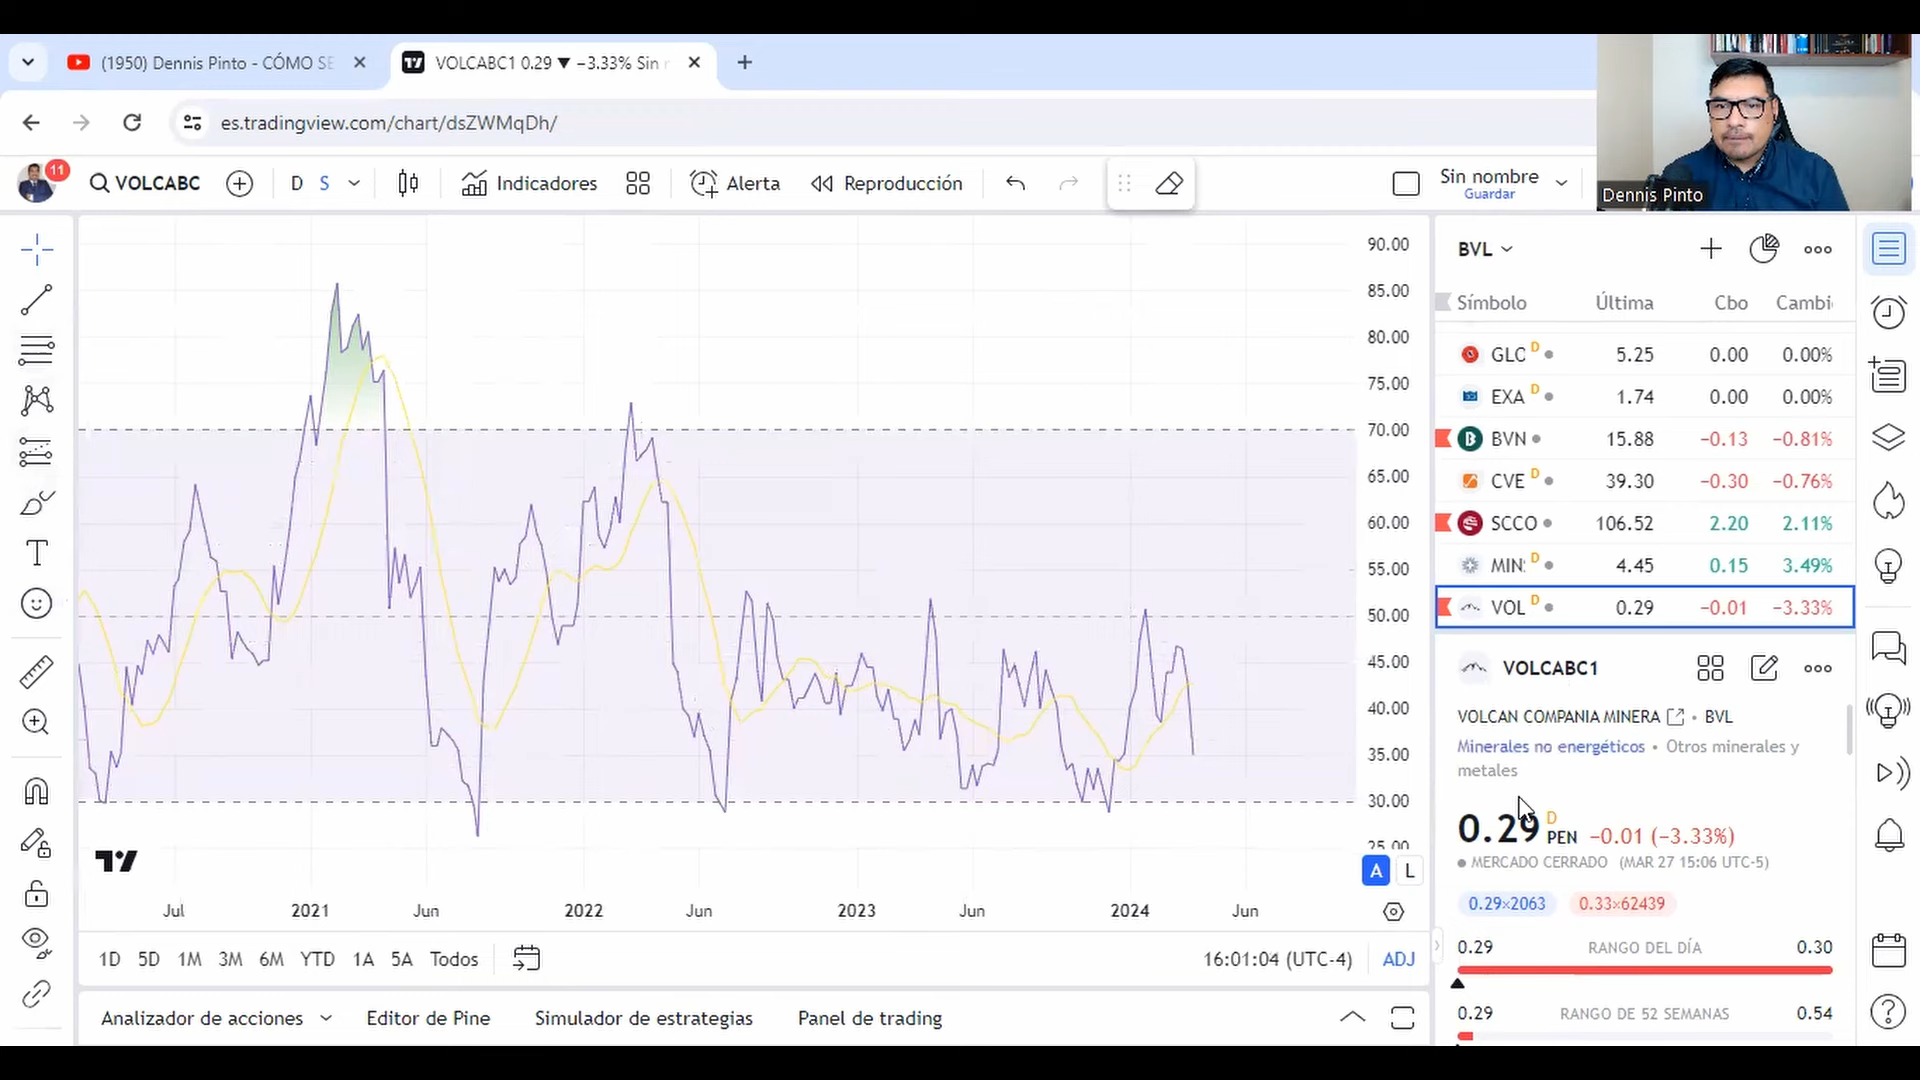 (1950) Dennis Pinto - CÓMO SE
VOLCABC1 0.29 ▼ −3.33% Sin
es.tradingview.com/chart/dsZWMqDh/
11
VOLCABC
D S
Indicadores
Alerta
Reproducción
Sin nombre
Guardar
Dennis Pinto
90.00
85.00
80.00
75.00
70.00
65.00
60.00
55.00
50.00
45.00
40.00
35.00
30.00
25.00
A L
Jul 2021 Jun 2022 Jun 2023 Jun 2024 Jun
1D 5D 1M 3M 6M YTD 1A 5A Todos
16:01:04 (UTC-4) ADJ
Analizador de acciones Editor de Pine Simulador de estrategias Panel de trading
BVL
Símbolo Última Cbo Cambi
GLC D 5.25 0.00 0.00%
EXA D 1.74 0.00 0.00%
BVN 15.88 −0.13 −0.81%
CVE D 39.30 −0.30 −0.76%
SCCO 106.52 2.20 2.11%
MIN D 4.45 0.15 3.49%
VOL D 0.29 −0.01 −3.33%
VOLCABC1
VOLCAN COMPANIA MINERA • BVL
Minerales no energéticos • Otros minerales y
metales
0.29 D PEN −0.01 (−3.33%)
MERCADO CERRADO (MAR 27 15:06 UTC-5)
0.29×2063 0.33×62439
0.29 RANGO DEL DÍA 0.30
0.29 RANGO DE 52 SEMANAS 0.54